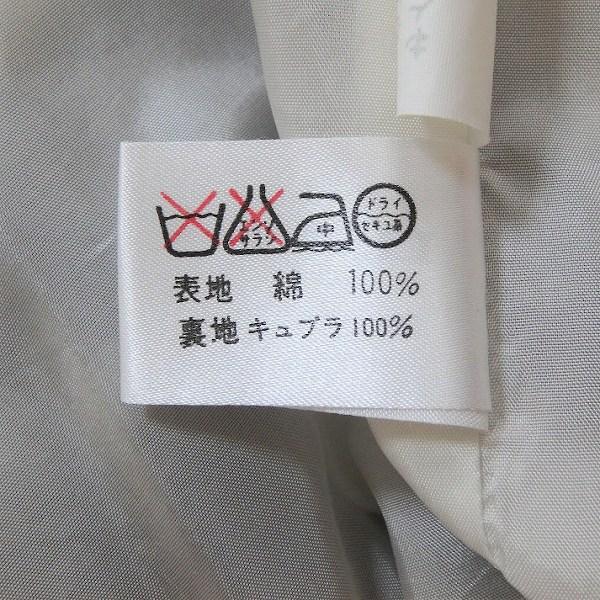 エンソ
サラシ
中
ドライ
セキユ系
表地 綿 100%
裏地 キュプラ 100%